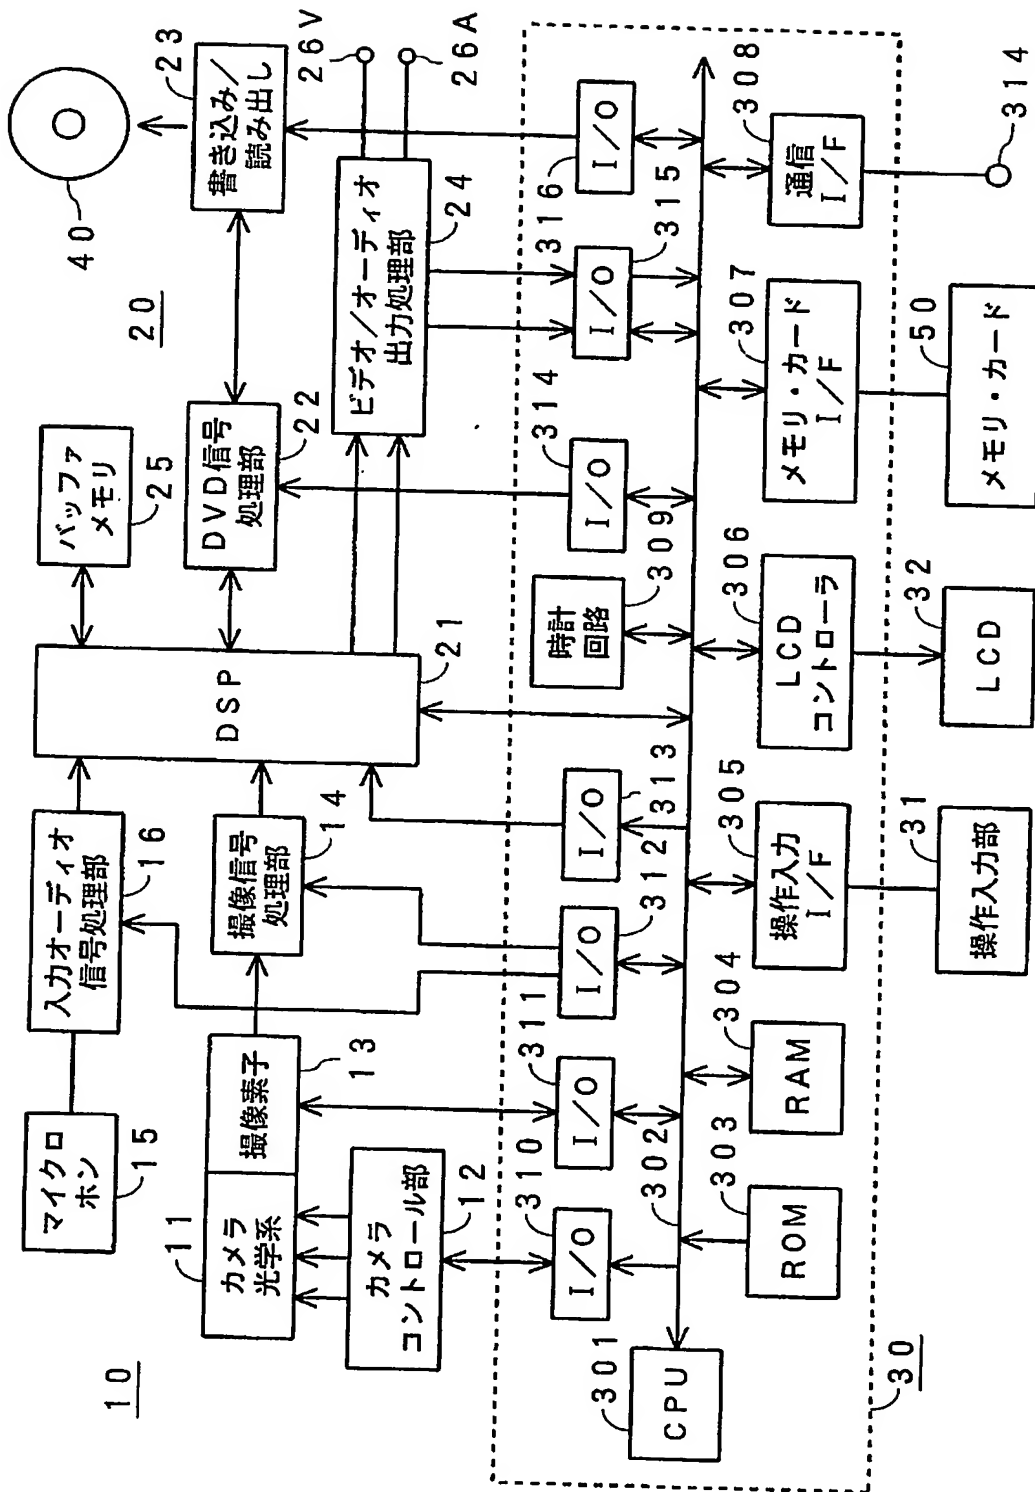 10
マイクロ
ホン
15
入力オーディオ
信号処理部
16
バッファ
メモリ
25
20
40
カメラ
光学系
11
撮像素子
13
撮像信号
処理部
14
DSP
21
DVD信号
処理部
22
書き込み/
読み出し
23
カメラ
コントロール部
12
ビデオ/オーディオ
出力処理部
24
26V
26A
I/O
310
I/O
311
I/O
312
I/O
313
時計
回路
309
I/O
314
I/O
315
I/O
316
CPU
301
302
ROM
303
RAM
304
操作入力
I/F
305
LCD
コントローラ
306
メモリ・カード
I/F
307
通信
I/F
308
30
操作入力部
31
LCD
32
メモリ・カード
50
314